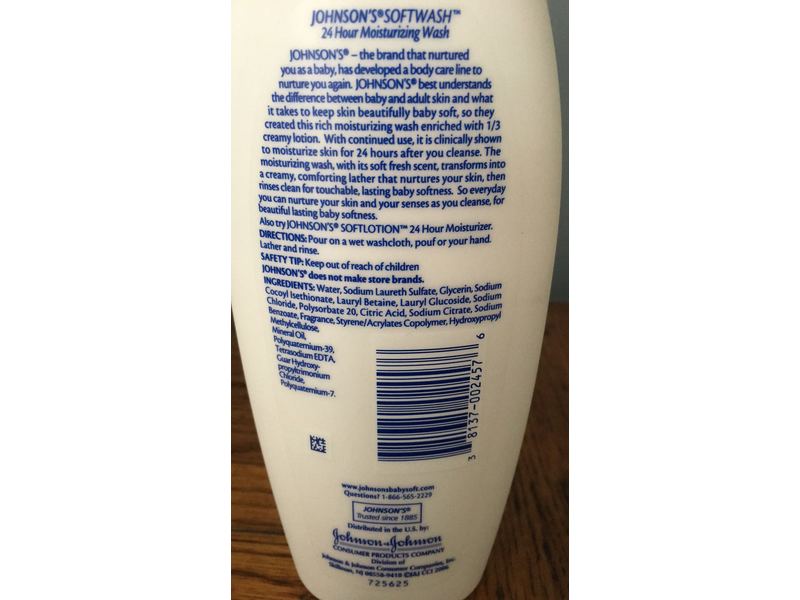 JOHNSON'S® SOFTWASH™
24 Hour Moisturizing Wash
JOHNSON'S® – the brand that nurtured
you as a baby, has developed a body care line to
nurture you again. JOHNSON'S® best understands
the difference between baby and adult skin and what
it takes to keep skin beautifully baby soft, so they
created this rich moisturizing wash enriched with 1/3
creamy lotion. With continued use, it is clinically shown
to moisturize skin for 24 hours after you cleanse. The
moisturizing wash, with its soft fresh scent, transforms into
a creamy, comforting lather that nurtures your skin, then
rinses clean for touchable, lasting baby softness. So everyday
you can nurture your skin and your senses as you cleanse, for
beautiful lasting baby softness.
Also try JOHNSON'S® SOFTLOTION™ 24 Hour Moisturizer.
DIRECTIONS: Pour on a wet washcloth, pouf or your hand.
Lather and rinse.
SAFETY TIP: Keep out of reach of children
JOHNSON'S® does not make store brands.
INGREDIENTS: Water, Sodium Laureth Sulfate, Glycerin, Sodium
Cocoyl Isethionate, Lauryl Betaine, Lauryl Glucoside, Sodium
Chloride, Polysorbate 20, Citric Acid, Sodium Citrate, Sodium
Benzoate, Fragrance, Styrene/Acrylates Copolymer, Hydroxypropyl
Methylcellulose,
Mineral Oil,
Polyquaternium-39,
Tetrasodium EDTA,
Guar Hydroxy-
propyltrimonium
Chloride,
Polyquaternium-7.
3 8137-002457 6
www.johnsonsbabysoft.com
Questions? 1-866-565-2229
JOHNSON'S®
Trusted since 1885
Distributed in the U.S. by:
Johnson & Johnson
CONSUMER PRODUCTS COMPANY
Division of
Johnson & Johnson Consumer Companies, Inc.
Skillman, NJ 08558-9418 ©J&J CCI 2006
725625